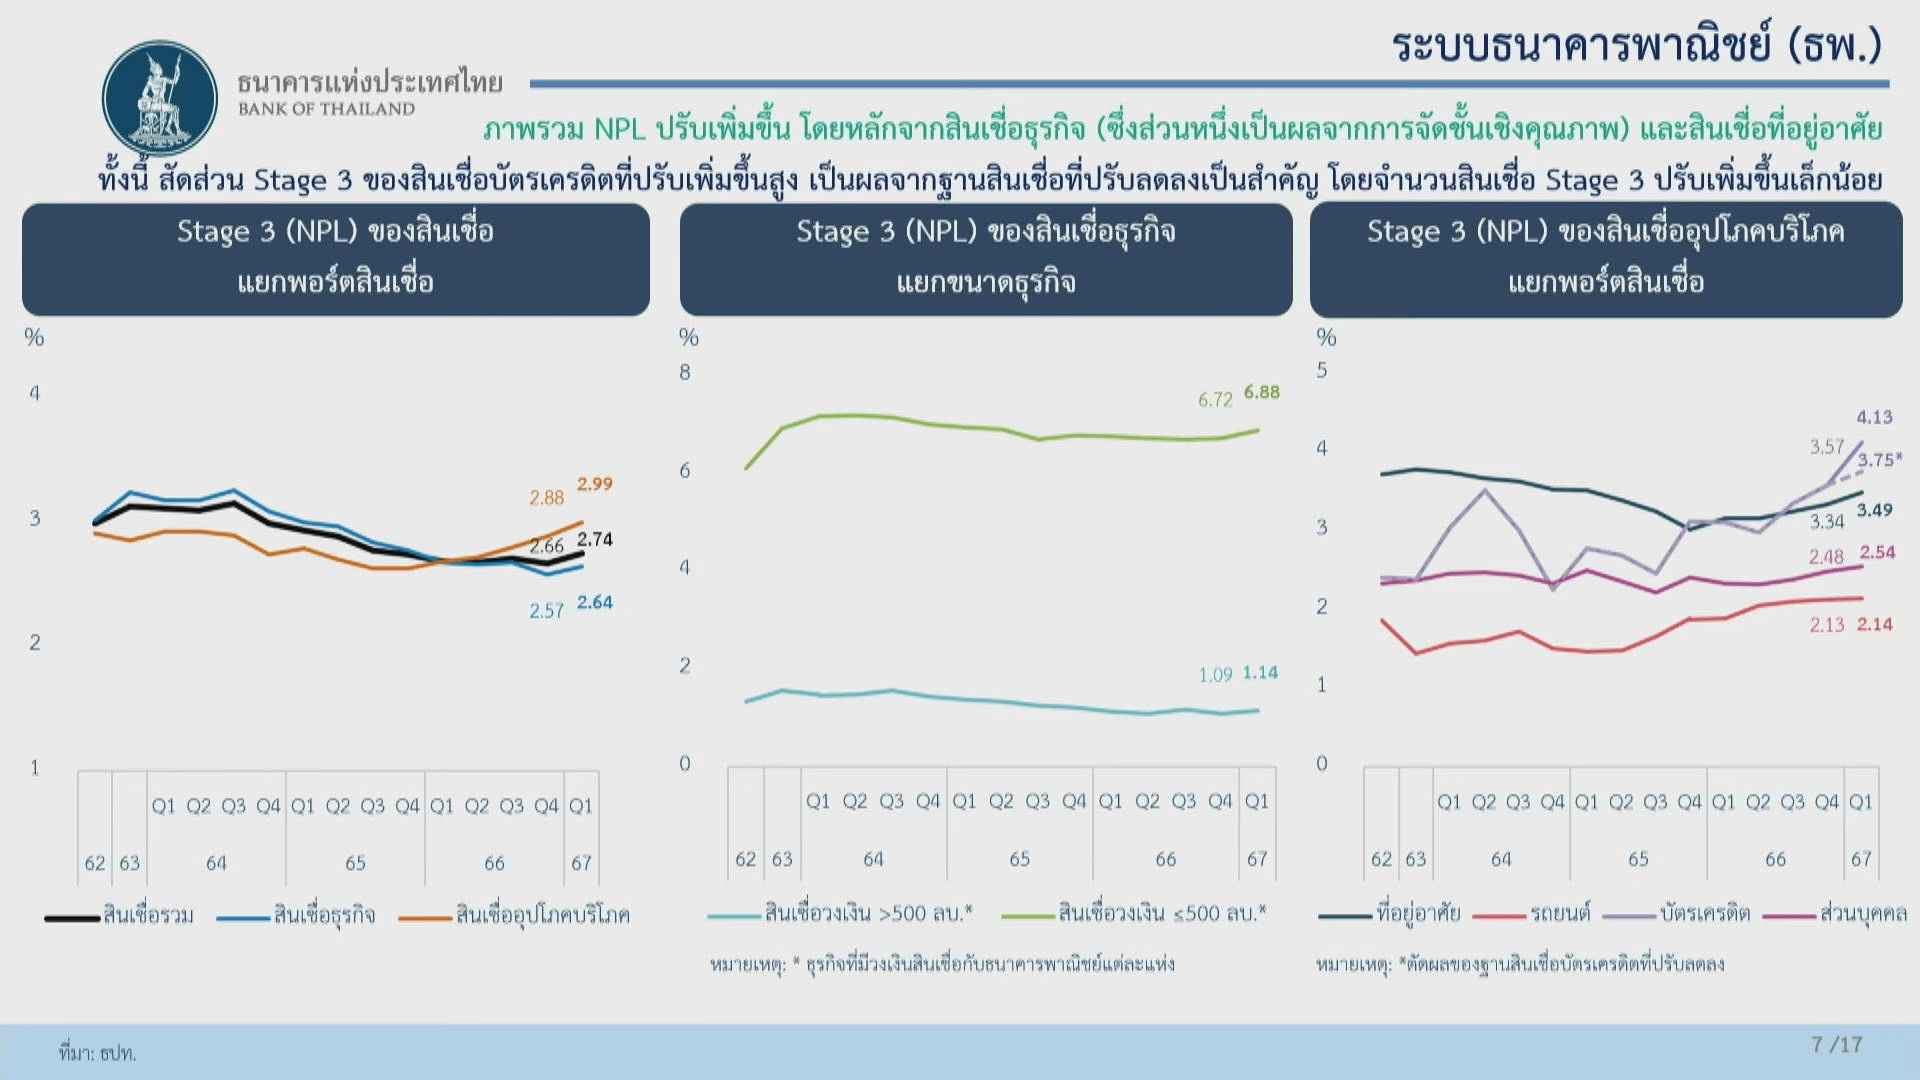 ระบบธนาคารพาณิชย์ (ธพ.)
ธนาคารแห่งประเทศไทย
BANK OF THAILAND
ภาพรวม NPL ปรับเพิ่มขึ้น โดยหลักจากสินเชื่อธุรกิจ (ซึ่งส่วนหนึ่งเป็นผลจากการจัดชั้นเชิงคุณภาพ) และสินเชื่อที่อยู่อาศัย
ทั้งนี้ สัดส่วน Stage 3 ของสินเชื่อบัตรเครดิตที่ปรับเพิ่มขึ้นสูง เป็นผลจากฐานสินเชื่อที่ปรับลดลงเป็นสำคัญ โดยจำนวนสินเชื่อ Stage 3 ปรับเพิ่มขึ้นเล็กน้อย
Stage 3 (NPL) ของสินเชื่อ
แยกพอร์ตสินเชื่อ
%
4
3
2
1
2.88 2.99
2.66 2.74
2.57 2.64
Q1 Q2 Q3 Q4 Q1 Q2 Q3 Q4 Q1 Q2 Q3 Q4 Q1
62 63 64 65 66 67
สินเชื่อรวม สินเชื่อธุรกิจ สินเชื่ออุปโภคบริโภค
Stage 3 (NPL) ของสินเชื่อธุรกิจ
แยกขนาดธุรกิจ
%
8
6
4
2
0
6.72 6.88
1.09 1.14
Q1 Q2 Q3 Q4 Q1 Q2 Q3 Q4 Q1 Q2 Q3 Q4 Q1
62 63 64 65 66 67
สินเชื่อวงเงิน >500 ลบ.* สินเชื่อวงเงิน ≤500 ลบ.*
หมายเหตุ: * ธุรกิจที่มีวงเงินสินเชื่อกับธนาคารพาณิชย์แต่ละแห่ง
Stage 3 (NPL) ของสินเชื่ออุปโภคบริโภค
แยกพอร์ตสินเชื่อ
%
5
4
3
2
1
0
4.13
3.57
3.75*
3.34 3.49
2.48 2.54
2.13 2.14
Q1 Q2 Q3 Q4 Q1 Q2 Q3 Q4 Q1 Q2 Q3 Q4 Q1
62 63 64 65 66 67
ที่อยู่อาศัย รถยนต์ บัตรเครดิต ส่วนบุคคล
หมายเหตุ: *ตัดผลของฐานสินเชื่อบัตรเครดิตที่ปรับลดลง
ที่มา: ธปท.
7 /17